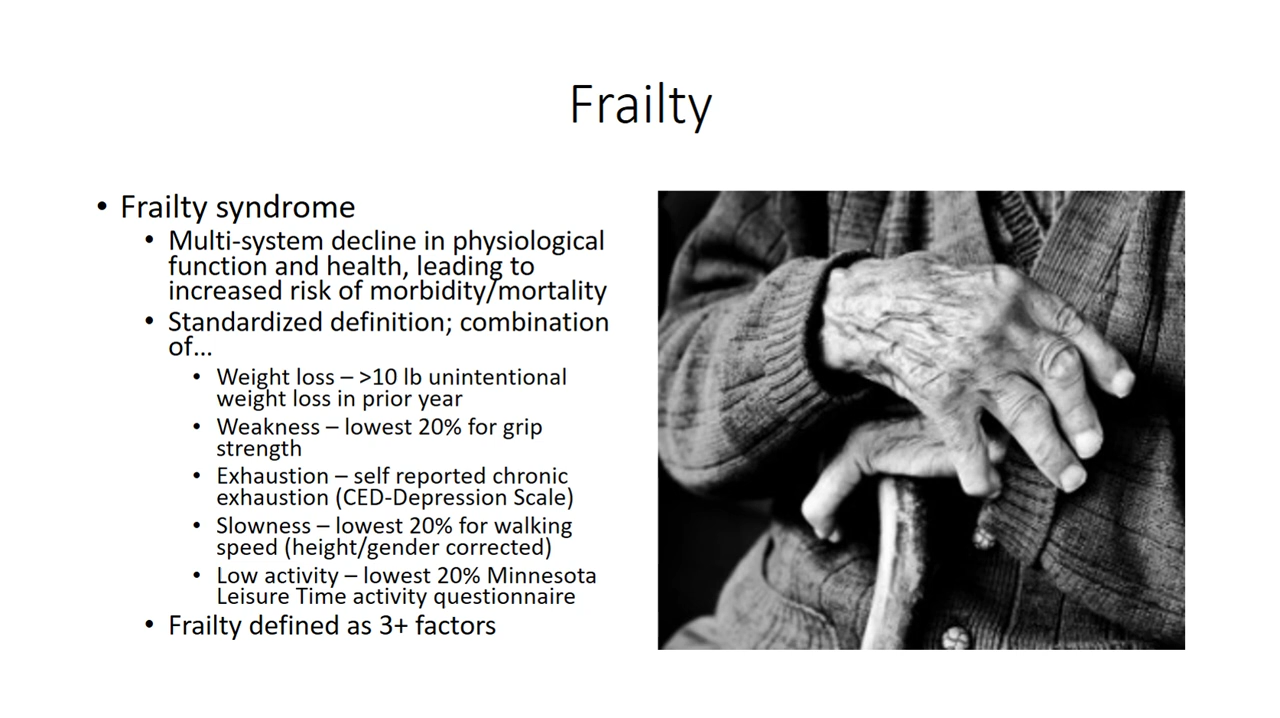 Frailty
• Frailty syndrome
• Multi-system decline in physiological
function and health, leading to
increased risk of morbidity/mortality
• Standardized definition; combination
of...
• Weight loss – >10 lb unintentional
weight loss in prior year
• Weakness – lowest 20% for grip
strength
• Exhaustion – self reported chronic
exhaustion (CED-Depression Scale)
• Slowness – lowest 20% for walking
speed (height/gender corrected)
• Low activity – lowest 20% Minnesota
Leisure Time activity questionnaire
• Frailty defined as 3+ factors